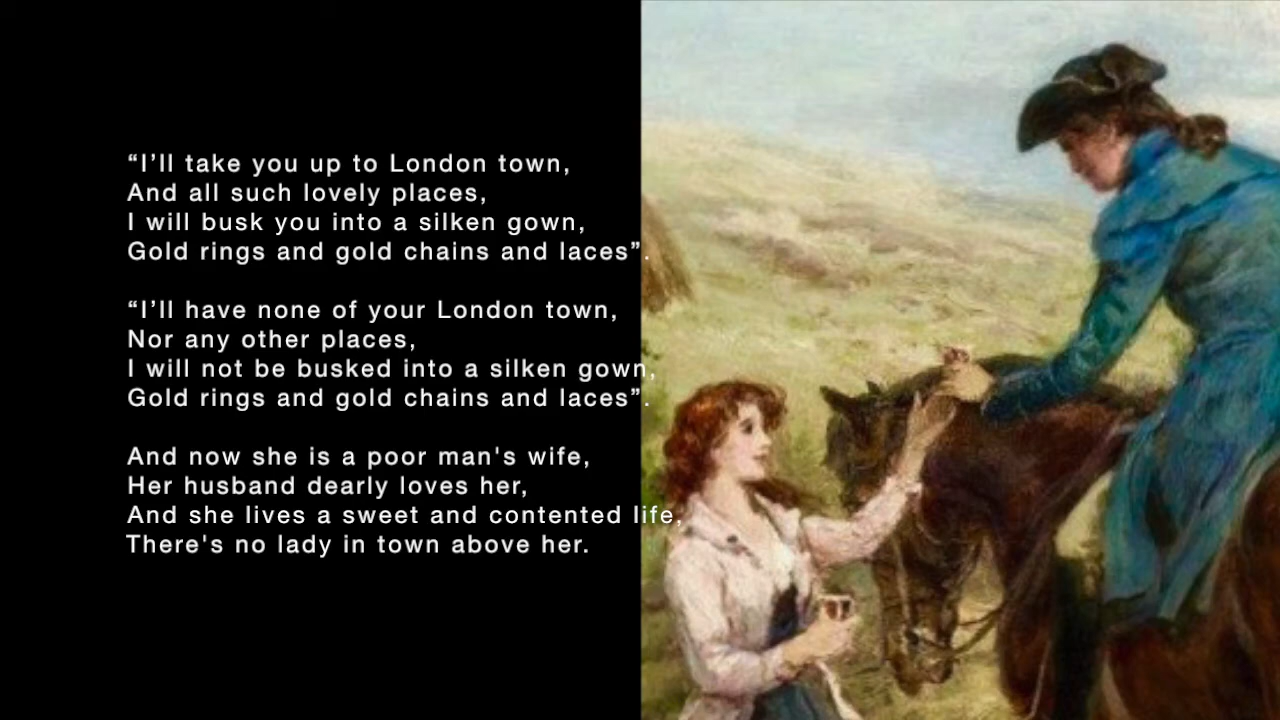 “I’ll take you up to London town,
And all such lovely places,
I will busk you into a silken gown,
Gold rings and gold chains and laces”.
“I’ll have none of your London town,
Nor any other places,
I will not be busked into a silken gown,
Gold rings and gold chains and laces”.
And now she is a poor man's wife,
Her husband dearly loves her,
And she lives a sweet and contented life,
There's no lady in town above her.